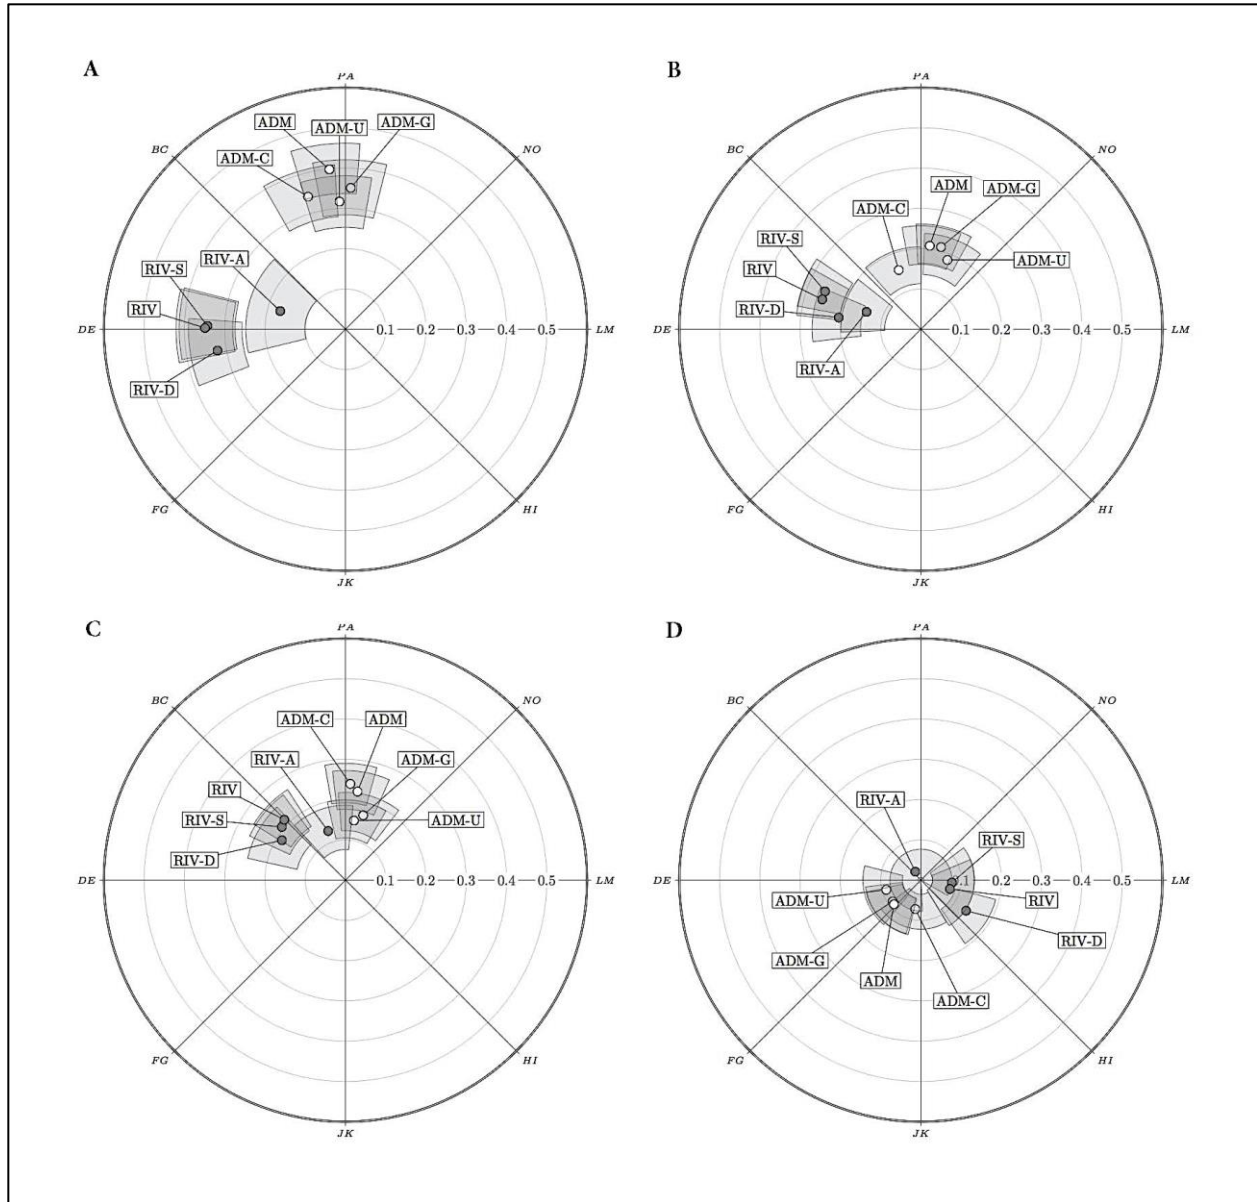 A
PA
ADM
ADM-U
ADM-G
ADM-C
BC
NO
RIV-A
RIV-S
RIV
DE
0.1
0.2
0.3
0.4
0.5
LM
RIV-D
FG
HI
JK
B
PA
BC
NO
ADM
ADM-G
ADM-C
RIV-S
ADM-U
RIV
RIV-D
DE
0.1
0.2
0.3
0.4
0.5
LM
RIV-A
FG
HI
JK
C
PA
BC
NO
ADM-C
ADM
RIV-A
ADM-G
RIV
RIV-S
ADM-U
RIV-D
DE
0.1
0.2
0.3
0.4
0.5
LM
FG
HI
JK
D
PA
BC
NO
RIV-A
RIV-S
DE
0.1
0.2
0.3
0.4
0.5
LM
ADM-U
RIV
RIV-D
ADM-G
ADM
ADM-C
FG
HI
JK